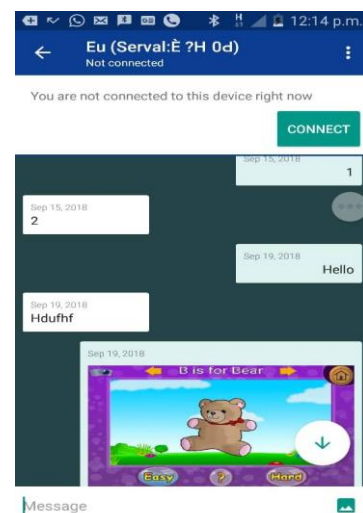 12:14 p.m.
Eu (Serval:È ?H 0d)
Not connected
You are not connected to this device right now
CONNECT
Sep 15, 2018
1
Sep 15, 2018
2
Sep 19, 2018
Hello
Sep 19, 2018
Hdufhf
Sep 19, 2018
B is for Bear
Easy
?
Hard
Message